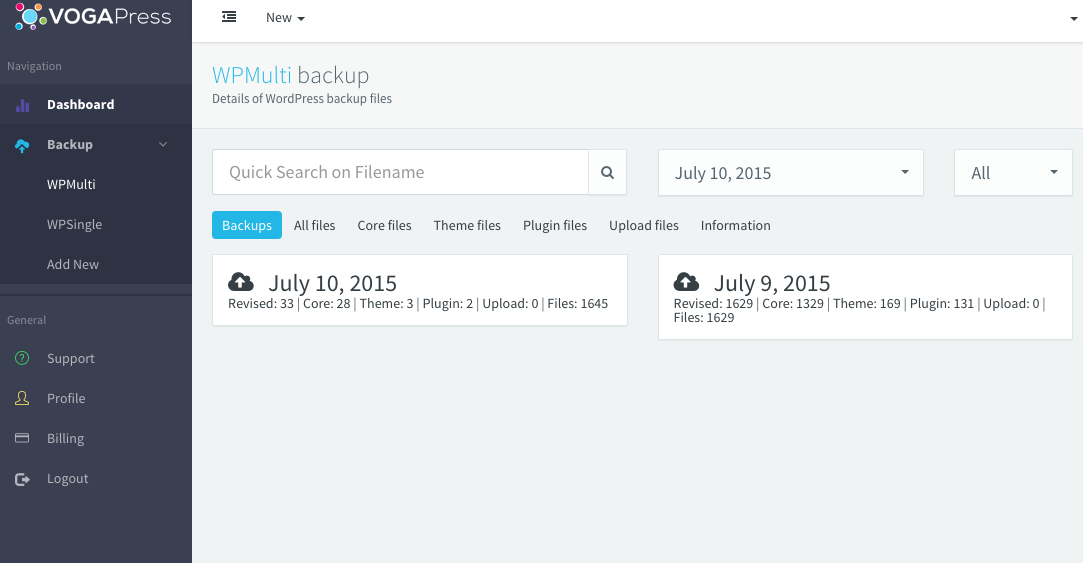 VOGAPress
New
Navigation
Dashboard
Backup
WPMulti
WPSingle
Add New
General
Support
Profile
Billing
Logout
WPMulti backup
Details of WordPress backup files
Quick Search on Filename
July 10, 2015
All
Backups All files Core files Theme files Plugin files Upload files Information
July 10, 2015
Revised: 33 | Core: 28 | Theme: 3 | Plugin: 2 | Upload: 0 | Files: 1645
July 9, 2015
Revised: 1629 | Core: 1329 | Theme: 169 | Plugin: 131 | Upload: 0 |
Files: 1629